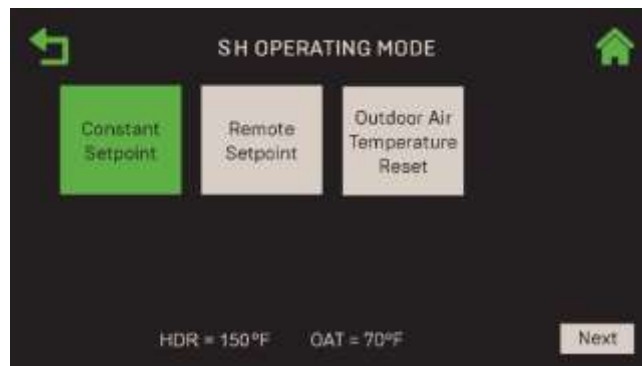 SH OPERATING MODE
Constant
Setpoint
Remote
Setpoint
Outdoor Air
Temperature
Reset
HDR = 150°F OAT = 70°F
Next